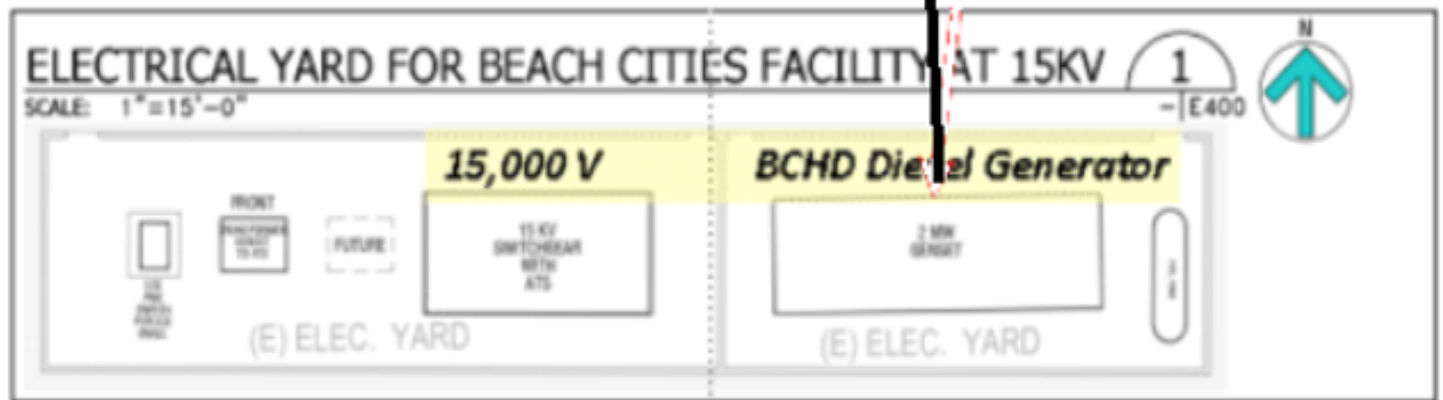 ELECTRICAL YARD FOR BEACH CITIES FACILITY AT 15KV
1
N
SCALE: 1"=15'-0"
- E400
15,000 V
BCHD Diesel Generator
FRONT
FUTURE
15 KV
SWITCHGEAR
WITH
ATS
2 MW
GENSET
(E) ELEC. YARD
(E) ELEC. YARD